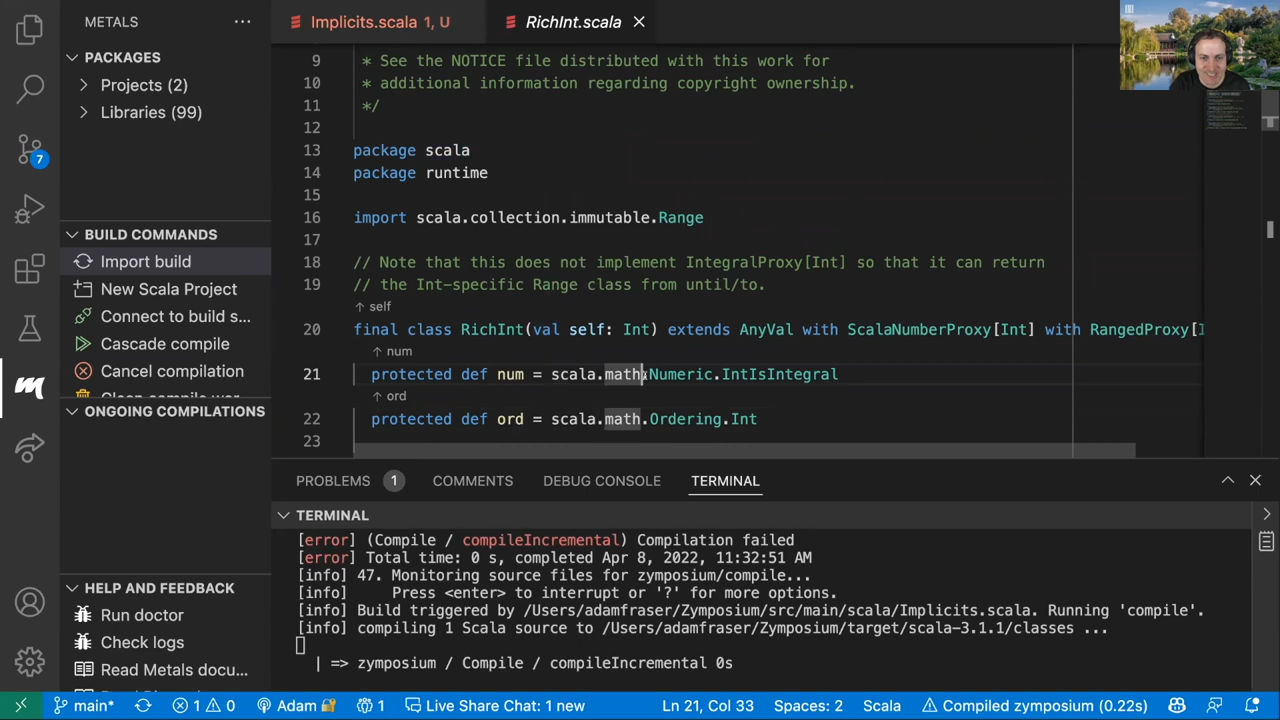 METALS
Implicits.scala 1, U
RichInt.scala
PACKAGES
Projects (2)
Libraries (99)
7
BUILD COMMANDS
Import build
New Scala Project
Connect to build s...
Cascade compile
Cancel compilation
ONGOING COMPILATIONS
HELP AND FEEDBACK
Run doctor
Check logs
Read Metals docu...
9 * See the NOTICE file distributed with this work for
10 * additional information regarding copyright ownership.
11 */
12
13 package scala
14 package runtime
15
16 import scala.collection.immutable.Range
17
18 // Note that this does not implement IntegralProxy[Int] so that it can return
19 // the Int-specific Range class from until/to.
↑ self
20 final class RichInt(val self: Int) extends AnyVal with ScalaNumberProxy[Int] with RangedProxy[I
↑ num
21 protected def num = scala.math.Numeric.IntIsIntegral
↑ ord
22 protected def ord = scala.math.Ordering.Int
23
PROBLEMS 1 COMMENTS DEBUG CONSOLE TERMINAL
TERMINAL
[error] (Compile / compileIncremental) Compilation failed
[error] Total time: 0 s, completed Apr 8, 2022, 11:32:51 AM
[info] 47. Monitoring source files for zymposium/compile...
[info] Press <enter> to interrupt or '?' for more options.
[info] Build triggered by /Users/adamfraser/Zymposium/src/main/scala/Implicits.scala. Running 'compile'.
[info] compiling 1 Scala source to /Users/adamfraser/Zymposium/target/scala-3.1.1/classes ...
| => zymposium / Compile / compileIncremental 0s
main* 1 0 Adam 1 Live Share Chat: 1 new Ln 21, Col 33 Spaces: 2 Scala Compiled zymposium (0.22s)